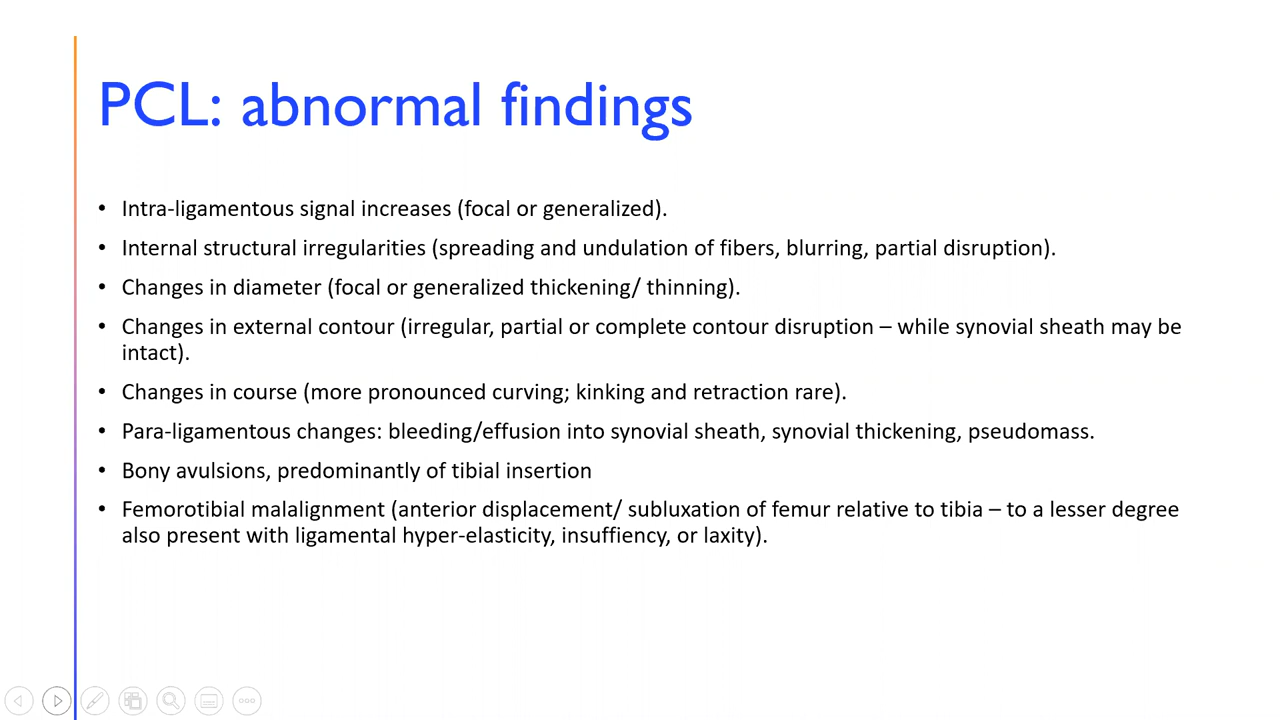 PCL: abnormal findings
• Intra-ligamentous signal increases (focal or generalized).
• Internal structural irregularities (spreading and undulation of fibers, blurring, partial disruption).
• Changes in diameter (focal or generalized thickening/ thinning).
• Changes in external contour (irregular, partial or complete contour disruption – while synovial sheath may be
intact).
• Changes in course (more pronounced curving; kinking and retraction rare).
• Para-ligamentous changes: bleeding/effusion into synovial sheath, synovial thickening, pseudomass.
• Bony avulsions, predominantly of tibial insertion
• Femorotibial malalignment (anterior displacement/ subluxation of femur relative to tibia – to a lesser degree
also present with ligamental hyper-elasticity, insuffiency, or laxity).